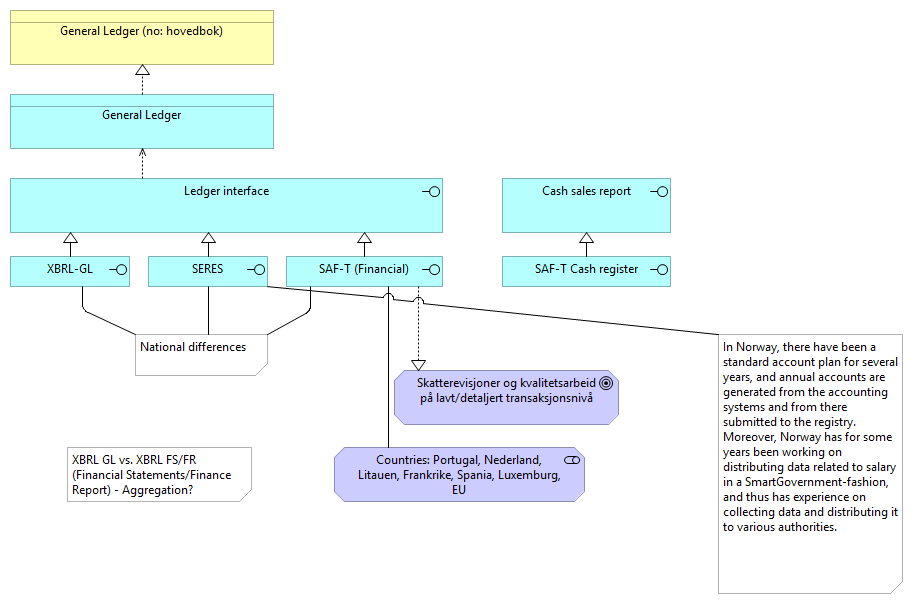 General Ledger (no: hovedbok)
General Ledger
Ledger interface
Cash sales report
XBRL-GL
SERES
SAF-T (Financial)
SAF-T Cash register
National differences
In Norway, there have been a
standard account plan for several
years, and annual accounts are
generated from the accounting
systems and from there
submitted to the registry.
Moreover, Norway has for some
years been working on
distributing data related to salary
in a SmartGovernment-fashion,
and thus has experience on
collecting data and distributing it
to various authorities.
Skatterevisjoner og kvalitetsarbeid
på lavt/detaljert transaksjonsnivå
XBRL GL vs. XBRL FS/FR
(Financial Statements/Finance
Report) - Aggregation?
Countries: Portugal, Nederland,
Litauen, Frankrike, Spania, Luxemburg,
EU